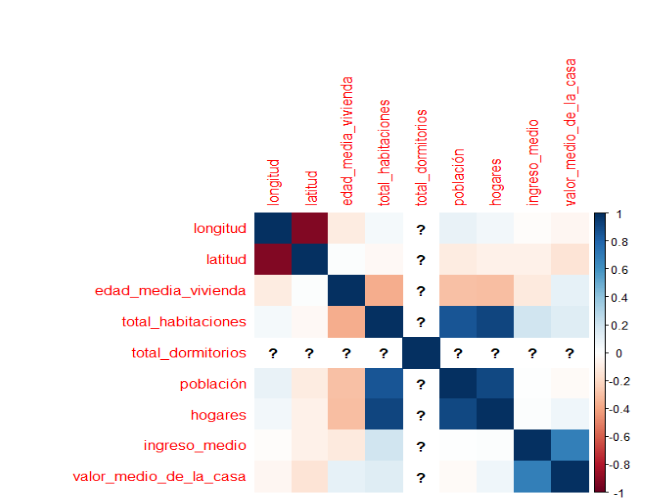 longitud
latitud
edad_media_vivienda
total_habitaciones
total_dormitorios
población
hogares
ingreso_medio
valor_medio_de_la_casa
longitud ?
latitud ?
edad_media_vivienda ?
total_habitaciones ?
total_dormitorios ? ? ? ? ? ? ? ?
población ?
hogares ?
ingreso_medio ?
valor_medio_de_la_casa ?
1
0.8
0.6
0.4
0.2
0
-0.2
-0.4
-0.6
-0.8
-1